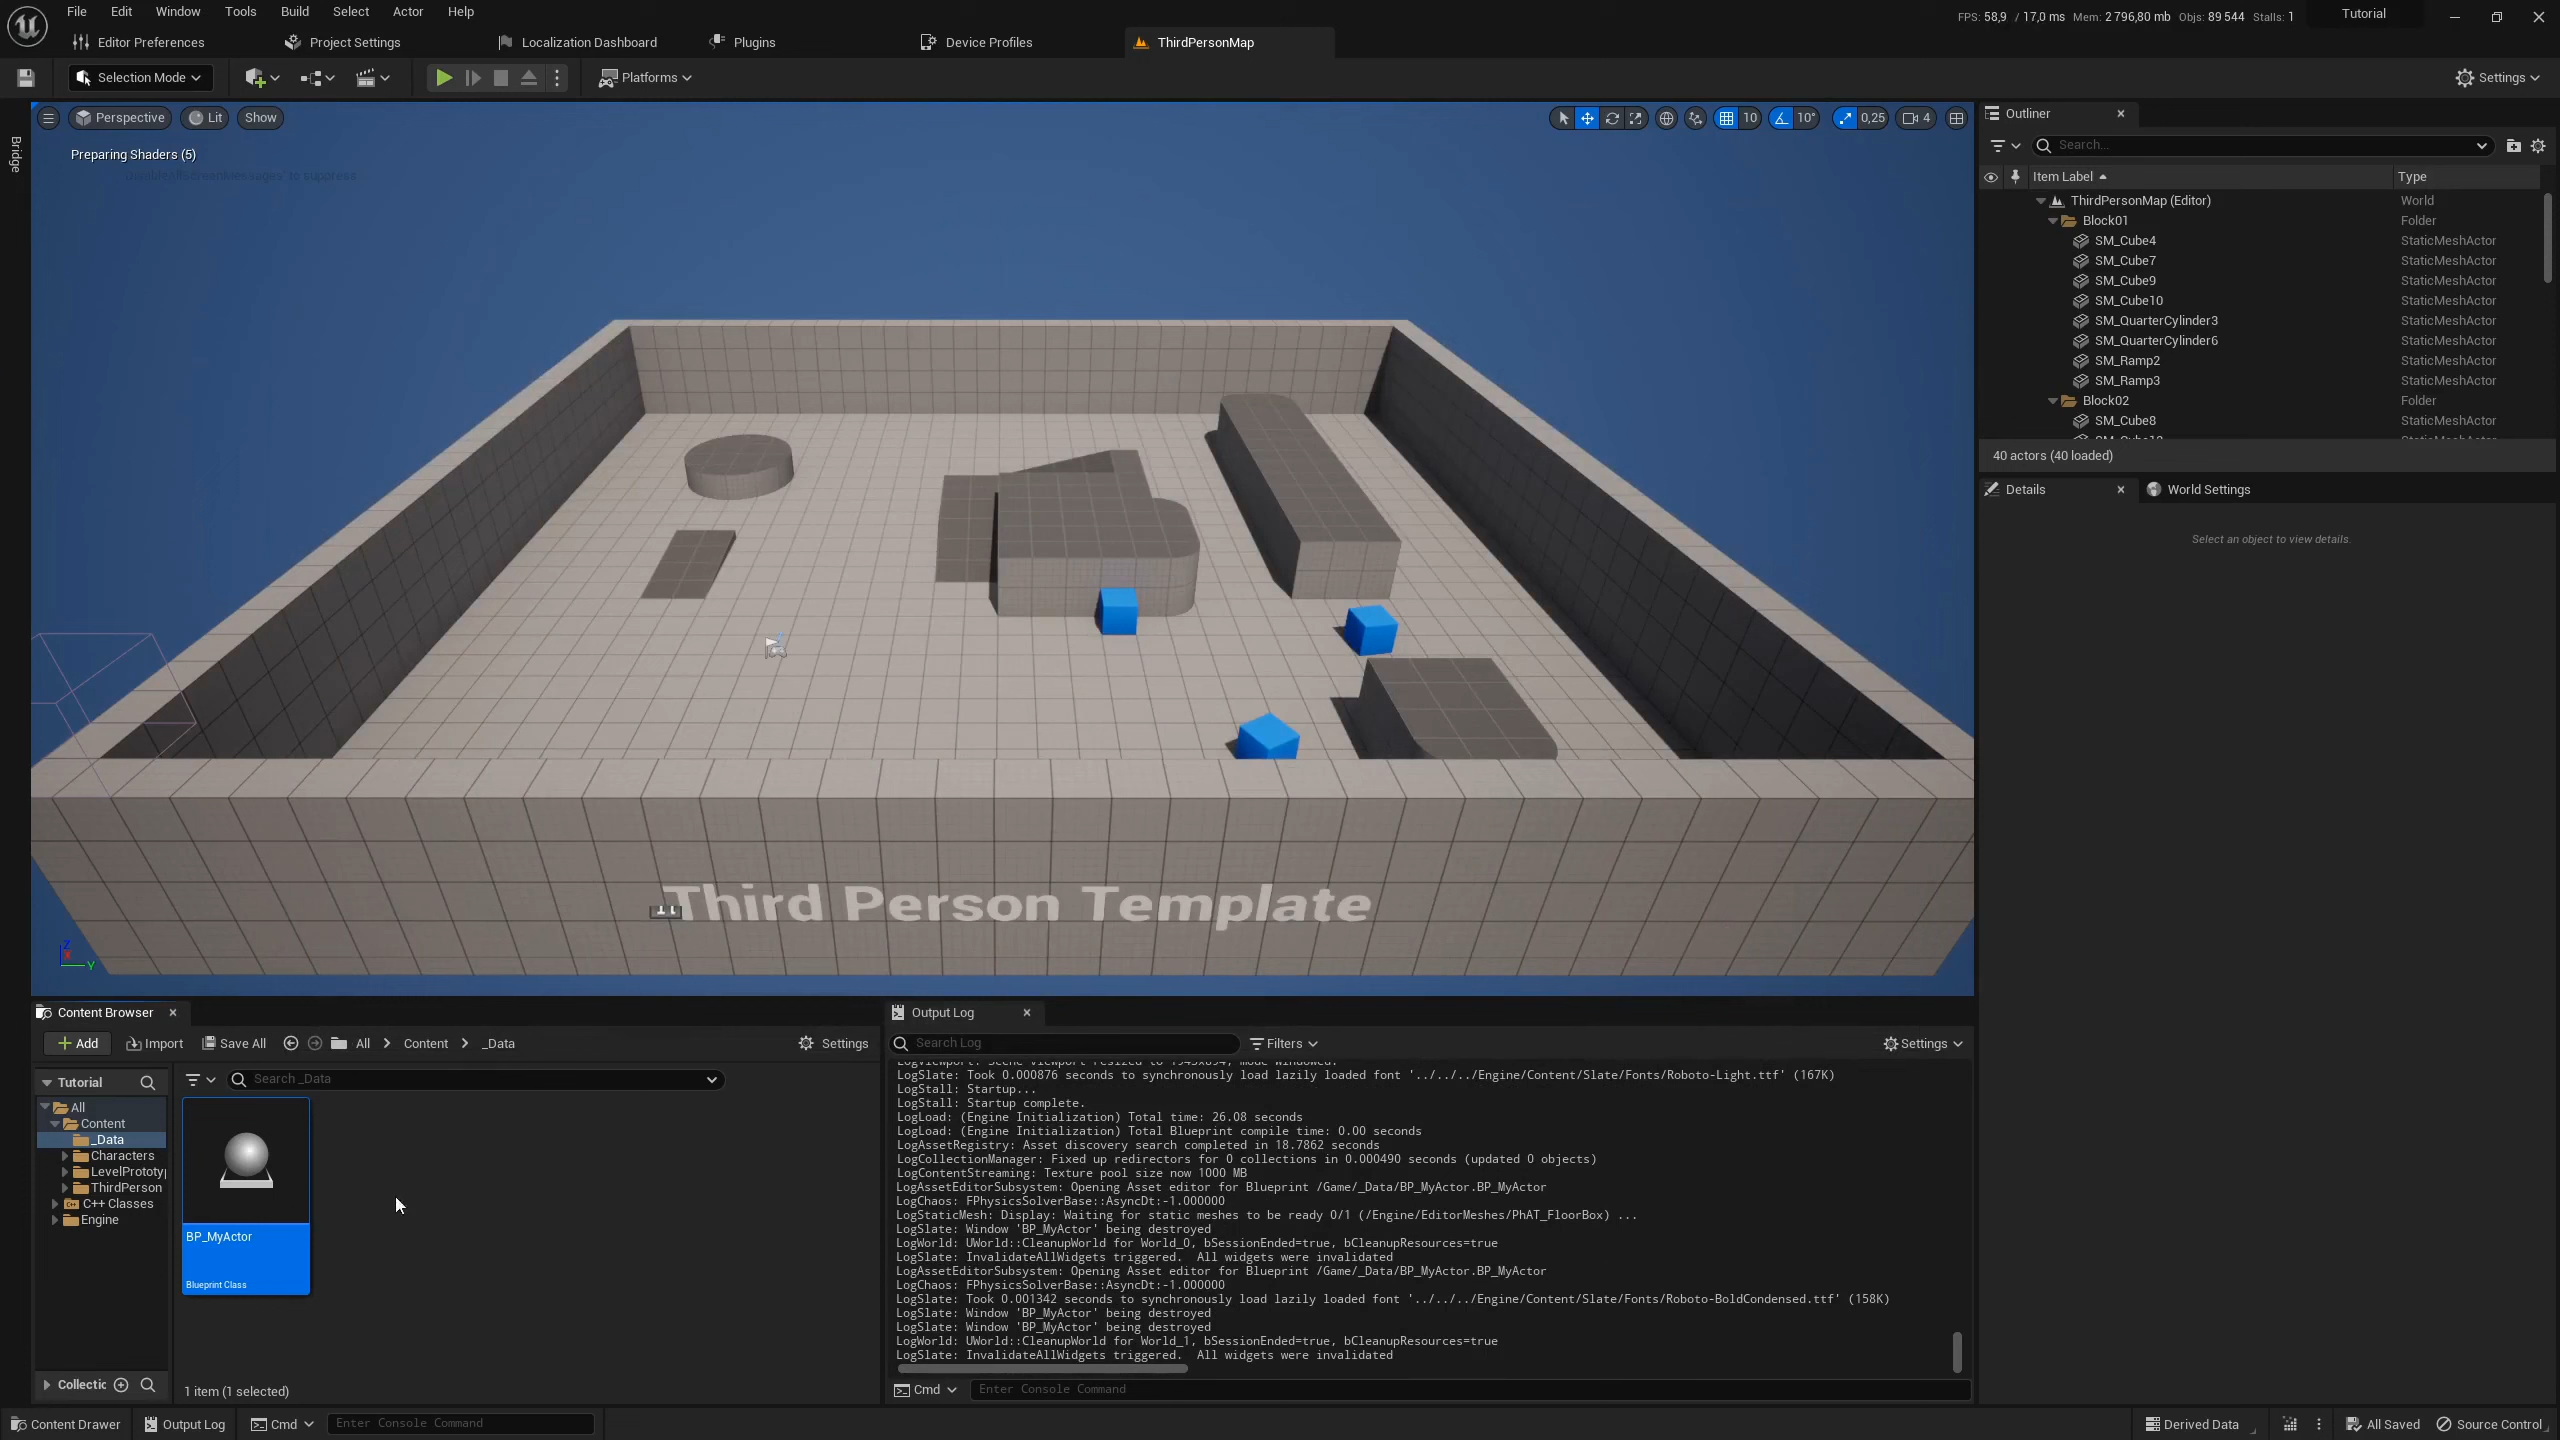 File Edit Window Tools Build Select Actor Help
FPS: 58,9 / 17,0 ms Mem: 2 796,80 mb Objs: 89 544 Stalls: 1
Tutorial
Editor Preferences
Project Settings
Localization Dashboard
Plugins
Device Profiles
ThirdPersonMap
Selection Mode
Platforms
Settings
Perspective
Lit
Show
10
10°
0,25
4
Bridge
Preparing Shaders (5)
Third Person Template
Z
X
Y
Outliner
Search...
Item Label
Type
ThirdPersonMap (Editor) World
Block01 Folder
SM_Cube4 StaticMeshActor
SM_Cube7 StaticMeshActor
SM_Cube9 StaticMeshActor
SM_Cube10 StaticMeshActor
SM_QuarterCylinder3 StaticMeshActor
SM_QuarterCylinder6 StaticMeshActor
SM_Ramp2 StaticMeshActor
SM_Ramp3 StaticMeshActor
Block02 Folder
SM_Cube8 StaticMeshActor
40 actors (40 loaded)
Details
World Settings
Select an object to view details.
Content Browser
Add
Import
Save All
All
Content
_Data
Settings
Tutorial
Search _Data
All
Content
_Data
Characters
LevelPrototy
ThirdPerson
C++ Classes
Engine
BP_MyActor
Blueprint Class
Collectic
1 item (1 selected)
Output Log
Search Log
Filters
Settings
LogViewport: Scene viewport resized to 1943x894, mode Windowed.
LogSlate: Took 0.000876 seconds to synchronously load lazily loaded font '../../../Engine/Content/Slate/Fonts/Roboto-Light.ttf' (167K)
LogStall: Startup...
LogStall: Startup complete.
LogLoad: (Engine Initialization) Total time: 26.08 seconds
LogLoad: (Engine Initialization) Total Blueprint compile time: 0.00 seconds
LogAssetRegistry: Asset discovery search completed in 18.7862 seconds
LogCollectionManager: Fixed up redirectors for 0 collections in 0.000490 seconds (updated 0 objects)
LogContentStreaming: Texture pool size now 1000 MB
LogAssetEditorSubsystem: Opening Asset editor for Blueprint /Game/_Data/BP_MyActor.BP_MyActor
LogChaos: FPhysicsSolverBase::AsyncDt:-1.000000
LogStaticMesh: Display: Waiting for static meshes to be ready 0/1 (/Engine/EditorMeshes/PhAT_FloorBox) ...
LogSlate: Window 'BP_MyActor' being destroyed
LogWorld: UWorld::CleanupWorld for World_0, bSessionEnded=true, bCleanupResources=true
LogSlate: InvalidateAllWidgets triggered.  All widgets were invalidated
LogAssetEditorSubsystem: Opening Asset editor for Blueprint /Game/_Data/BP_MyActor.BP_MyActor
LogChaos: FPhysicsSolverBase::AsyncDt:-1.000000
LogSlate: Took 0.001342 seconds to synchronously load lazily loaded font '../../../Engine/Content/Slate/Fonts/Roboto-BoldCondensed.ttf' (158K)
LogSlate: Window 'BP_MyActor' being destroyed
LogSlate: Window 'BP_MyActor' being destroyed
LogWorld: UWorld::CleanupWorld for World_1, bSessionEnded=true, bCleanupResources=true
LogSlate: InvalidateAllWidgets triggered.  All widgets were invalidated
Cmd
Enter Console Command
Content Drawer
Output Log
Cmd
Enter Console Command
Derived Data
All Saved
Source Control